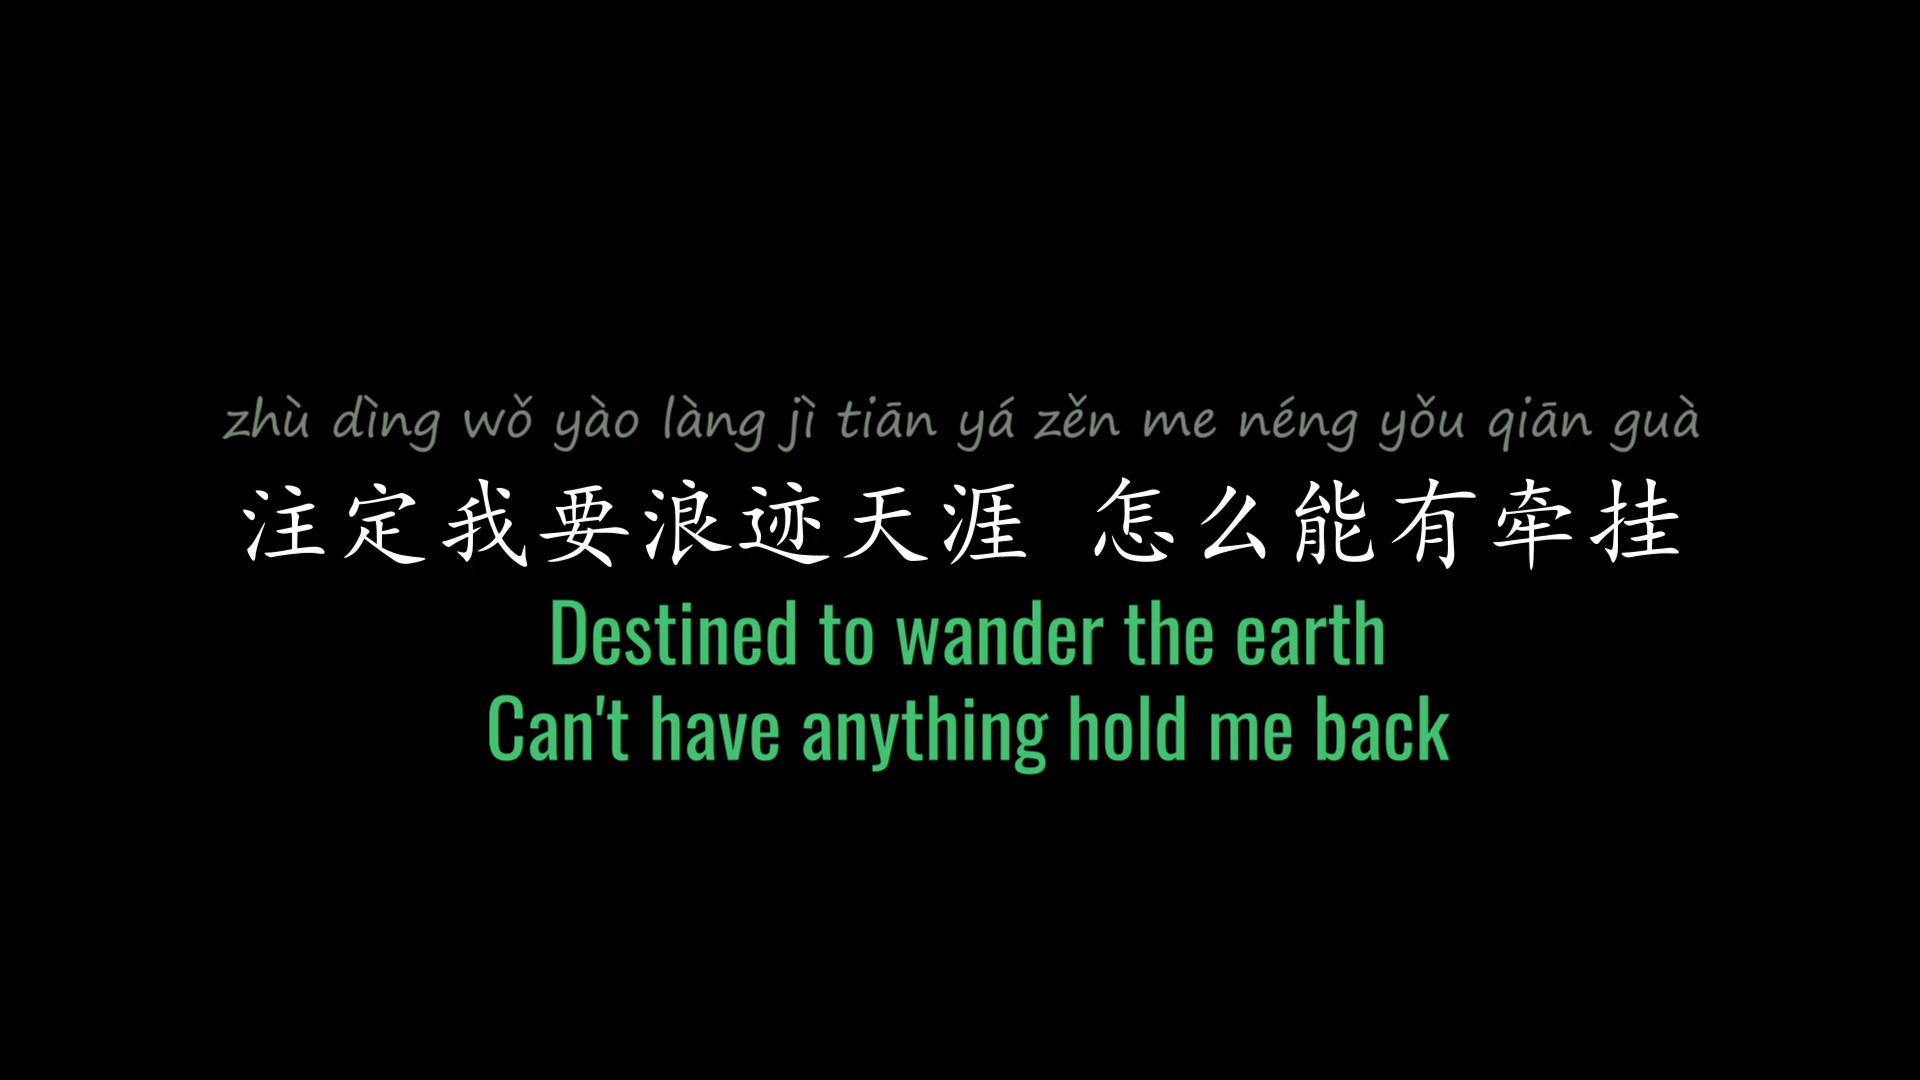 zhù dìng wǒ yào làng jì tiān yá zěn me néng yǒu qiān guà
注定我要浪迹天涯 怎么能有牵挂
Destined to wander the earth
Can't have anything hold me back